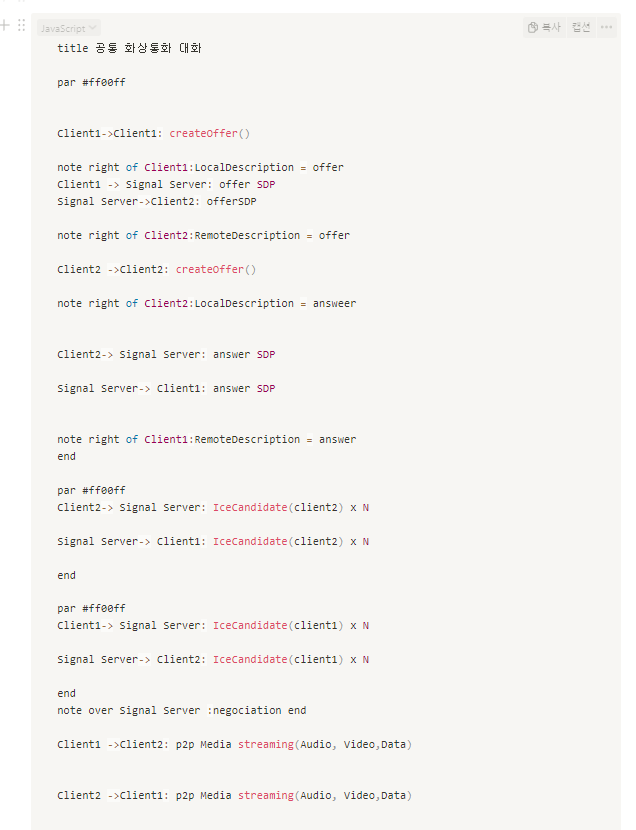 JavaScript
복사 캡션
title 공통 화상통화 대화
par #ff00ff
Client1->Client1: createOffer()
note right of Client1:LocalDescription = offer
Client1 -> Signal Server: offer SDP
Signal Server->Client2: offerSDP
note right of Client2:RemoteDescription = offer
Client2 ->Client2: createOffer()
note right of Client2:LocalDescription = answeer
Client2-> Signal Server: answer SDP
Signal Server-> Client1: answer SDP
note right of Client1:RemoteDescription = answer
end
par #ff00ff
Client2-> Signal Server: IceCandidate(client2) x N
Signal Server-> Client1: IceCandidate(client2) x N
end
par #ff00ff
Client1-> Signal Server: IceCandidate(client1) x N
Signal Server-> Client2: IceCandidate(client1) x N
end
note over Signal Server :negociation end
Client1 ->Client2: p2p Media streaming(Audio, Video,Data)
Client2 ->Client1: p2p Media streaming(Audio, Video,Data)